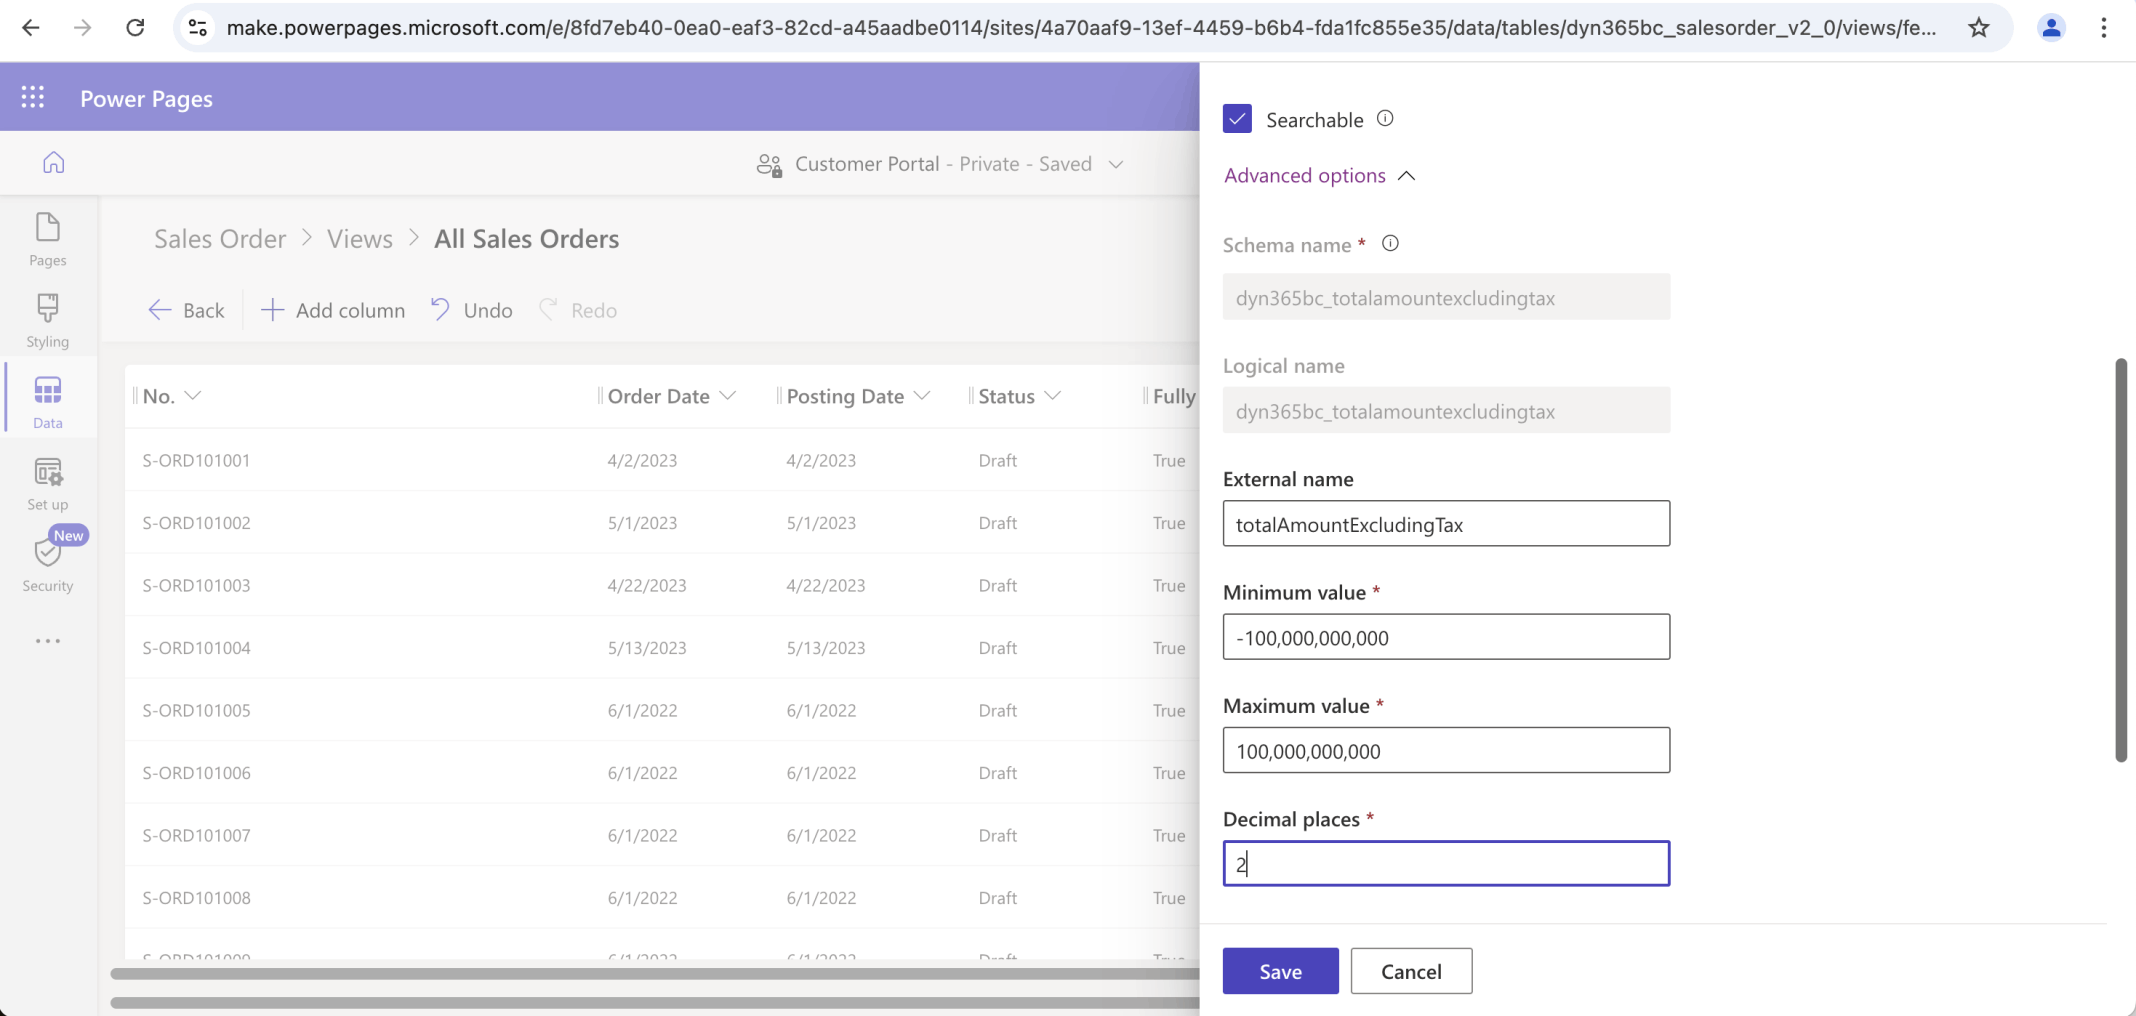 make.powerpages.microsoft.com/e/8fd7eb40-0ea0-eaf3-82cd-a45aadbe0114/sites/4a70aaf9-13ef-4459-b6b4-fda1fc855e35/data/tables/dyn365bc_salesorder_v2_0/views/fe...
Power Pages
Customer Portal - Private - Saved
Pages
Styling
Data
Set up
New
Security
Sales Order > Views > All Sales Orders
Back
Add column
Undo
Redo
No. Order Date Posting Date Status Fully
S-ORD101001 4/2/2023 4/2/2023 Draft True
S-ORD101002 5/1/2023 5/1/2023 Draft True
S-ORD101003 4/22/2023 4/22/2023 Draft True
S-ORD101004 5/13/2023 5/13/2023 Draft True
S-ORD101005 6/1/2022 6/1/2022 Draft True
S-ORD101006 6/1/2022 6/1/2022 Draft True
S-ORD101007 6/1/2022 6/1/2022 Draft True
S-ORD101008 6/1/2022 6/1/2022 Draft True
Searchable
Advanced options
Schema name *
dyn365bc_totalamountexcludingtax
Logical name
dyn365bc_totalamountexcludingtax
External name
totalAmountExcludingTax
Minimum value *
-100,000,000,000
Maximum value *
100,000,000,000
Decimal places *
2
Save
Cancel